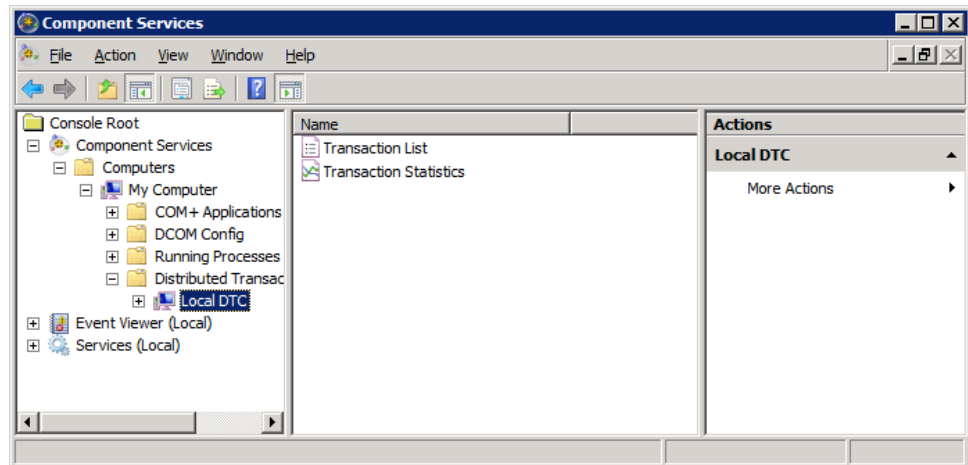 Component Services
File Action View Window Help
Console Root
Component Services
Computers
My Computer
COM+ Applications
DCOM Config
Running Processes
Distributed Transac
Local DTC
Event Viewer (Local)
Services (Local)
Name
Transaction List
Transaction Statistics
Actions
Local DTC
More Actions